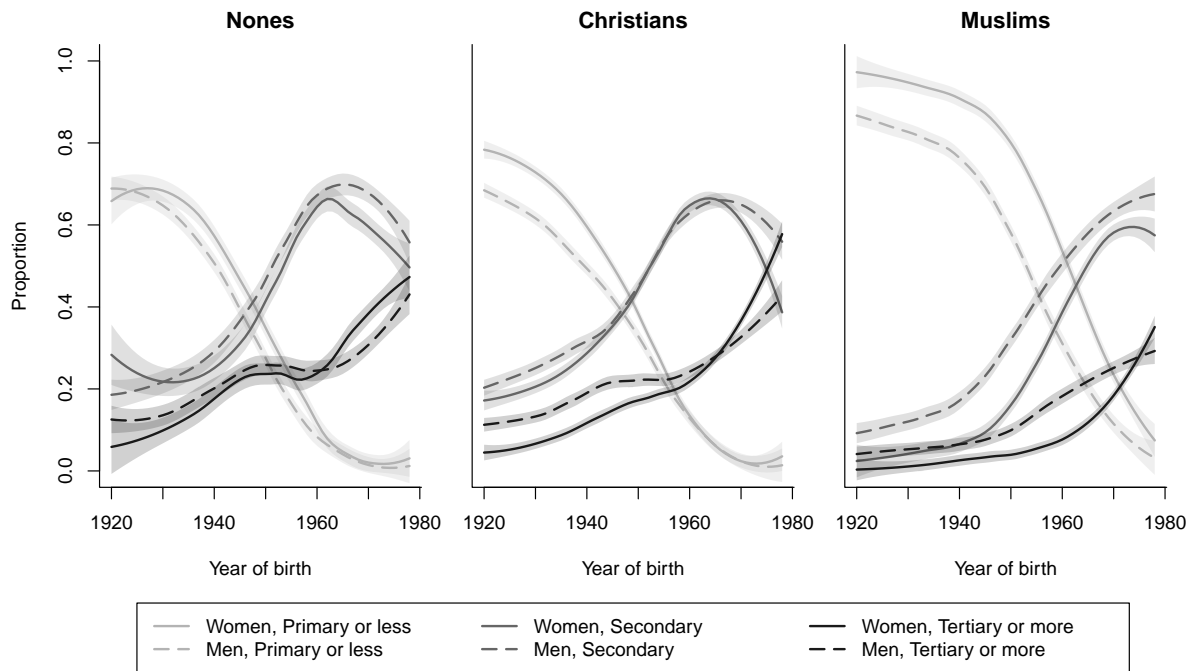 Nones Christians Muslims
1.0
0.8
0.6
0.4
0.2
0.0
Proportion
1920 1940 1960 1980 1920 1940 1960 1980 1920 1940 1960 1980
Year of birth Year of birth Year of birth
Women, Primary or less Women, Secondary Women, Tertiary or more
Men, Primary or less Men, Secondary Men, Tertiary or more